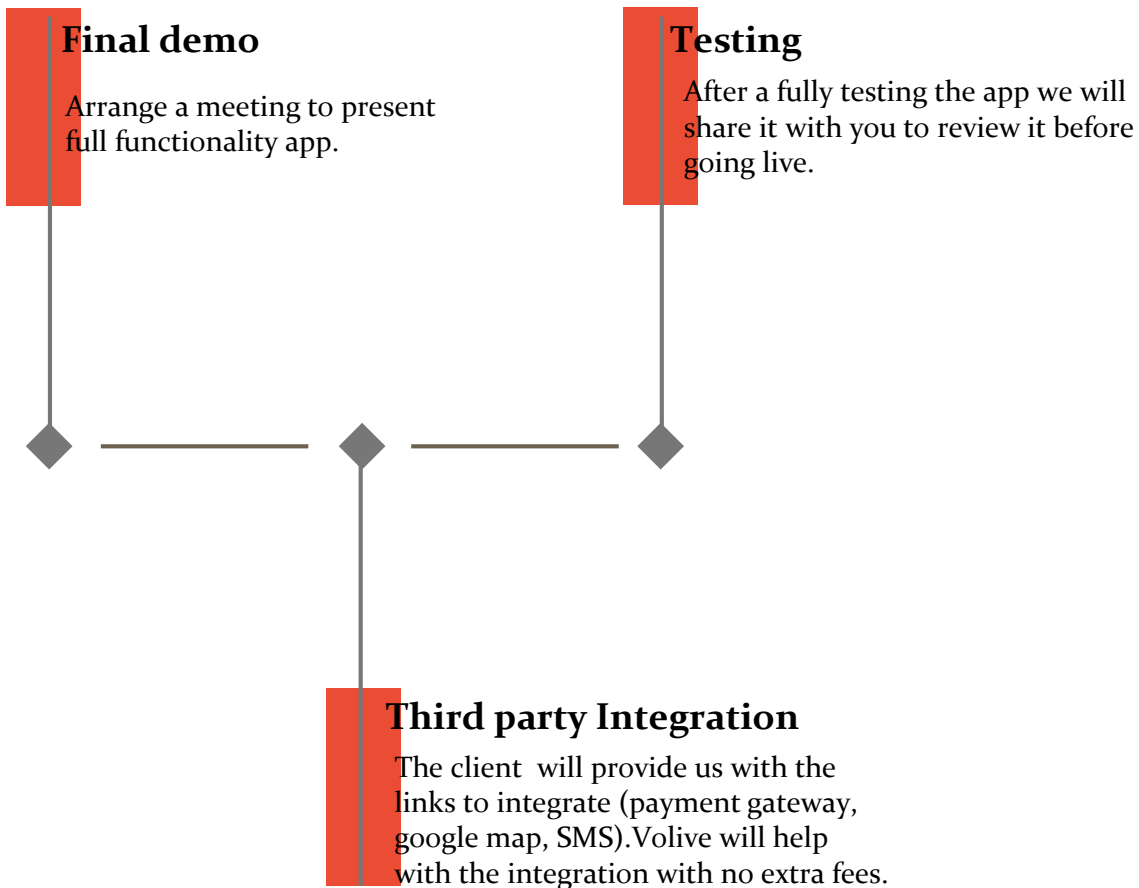 Final demo
Arrange a meeting to present
full functionality app.
Testing
After a fully testing the app we will
share it with you to review it before
going live.
Third party Integration
The client  will provide us with the
links to integrate (payment gateway,
google map, SMS).Volive will help
with the integration with no extra fees.